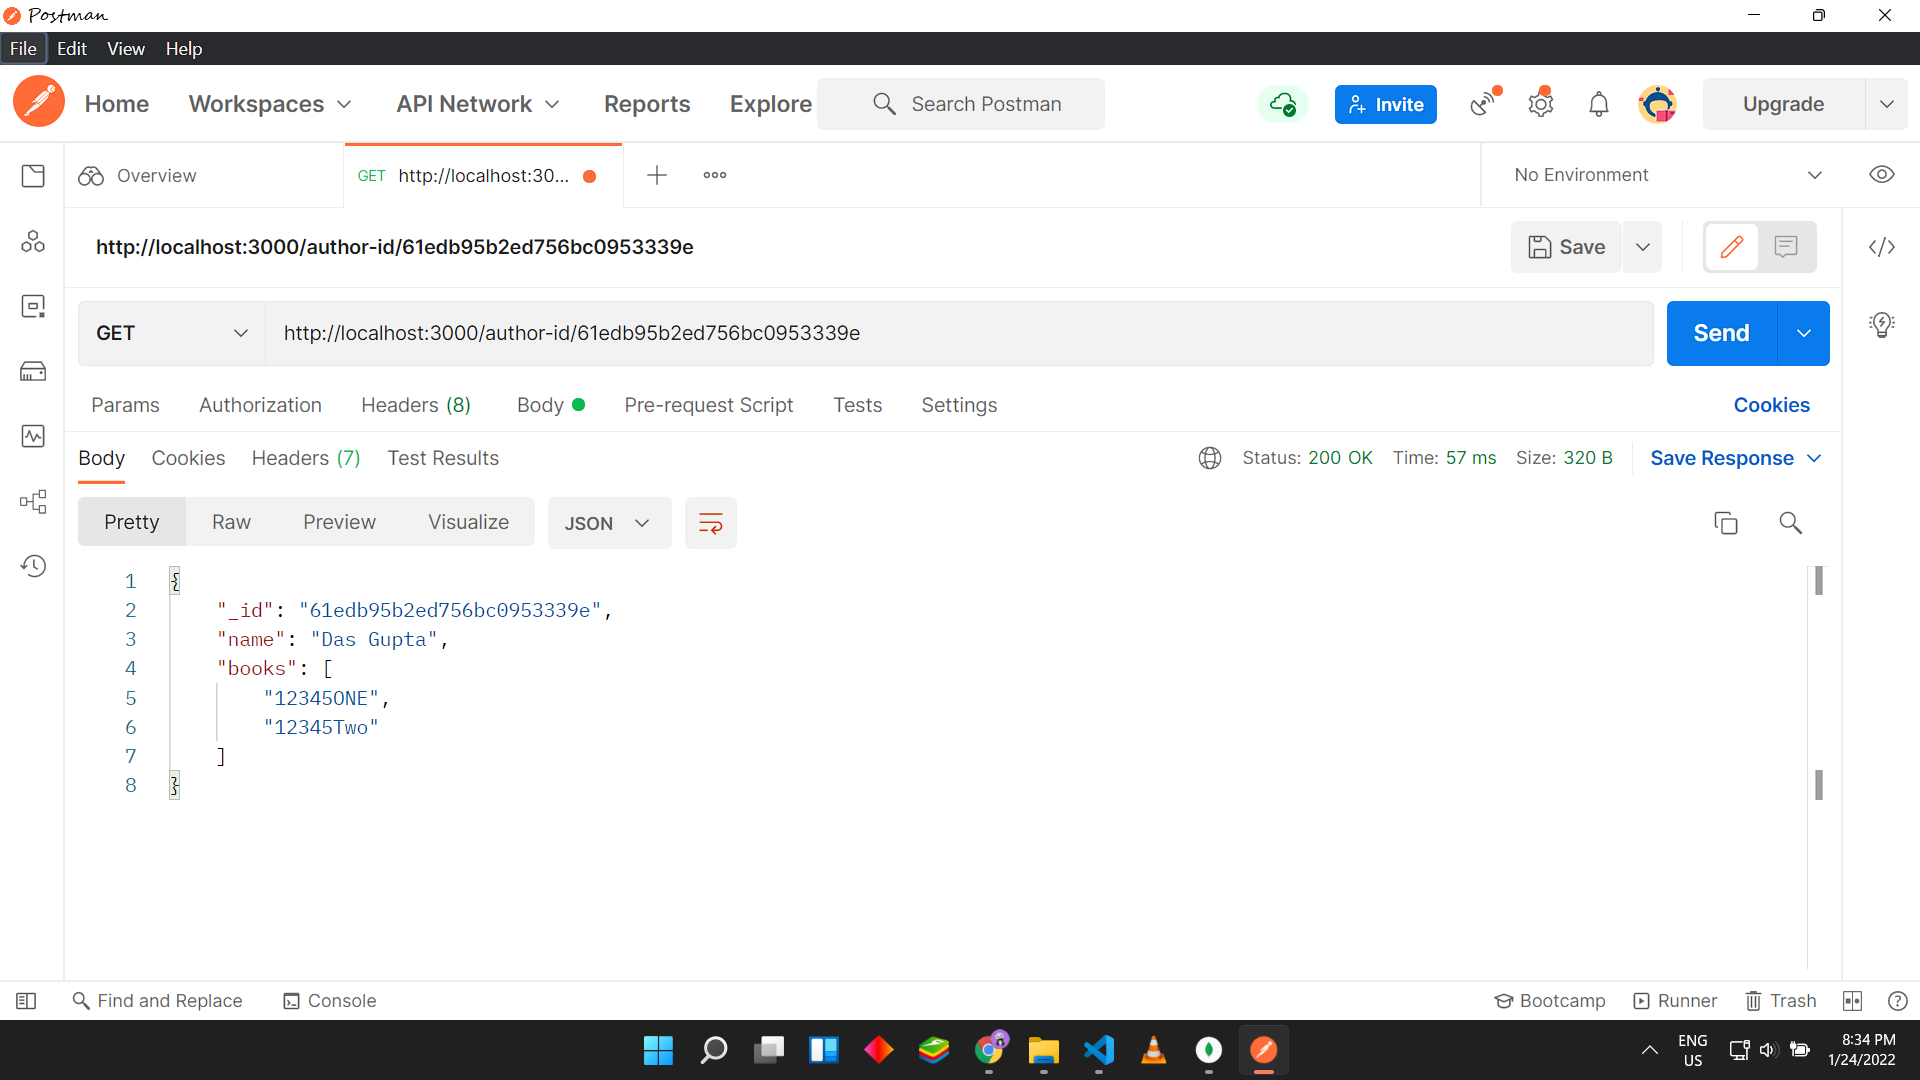 Postman
File Edit View Help
Home Workspaces API Network Reports Explore Search Postman Invite Upgrade
Overview GET http://localhost:30... No Environment
http://localhost:3000/author-id/61edb95b2ed756bc0953339e Save
GET http://localhost:3000/author-id/61edb95b2ed756bc0953339e Send
Params Authorization Headers (8) Body Pre-request Script Tests Settings Cookies
Body Cookies Headers (7) Test Results Status: 200 OK Time: 57 ms Size: 320 B Save Response
Pretty Raw Preview Visualize JSON
1 {
2 "_id": "61edb95b2ed756bc0953339e",
3 "name": "Das Gupta",
4 "books": [
5 "12345ONE",
6 "12345Two"
7 ]
8 }
Find and Replace Console Bootcamp Runner Trash
ENG 8:34 PM
US 1/24/2022